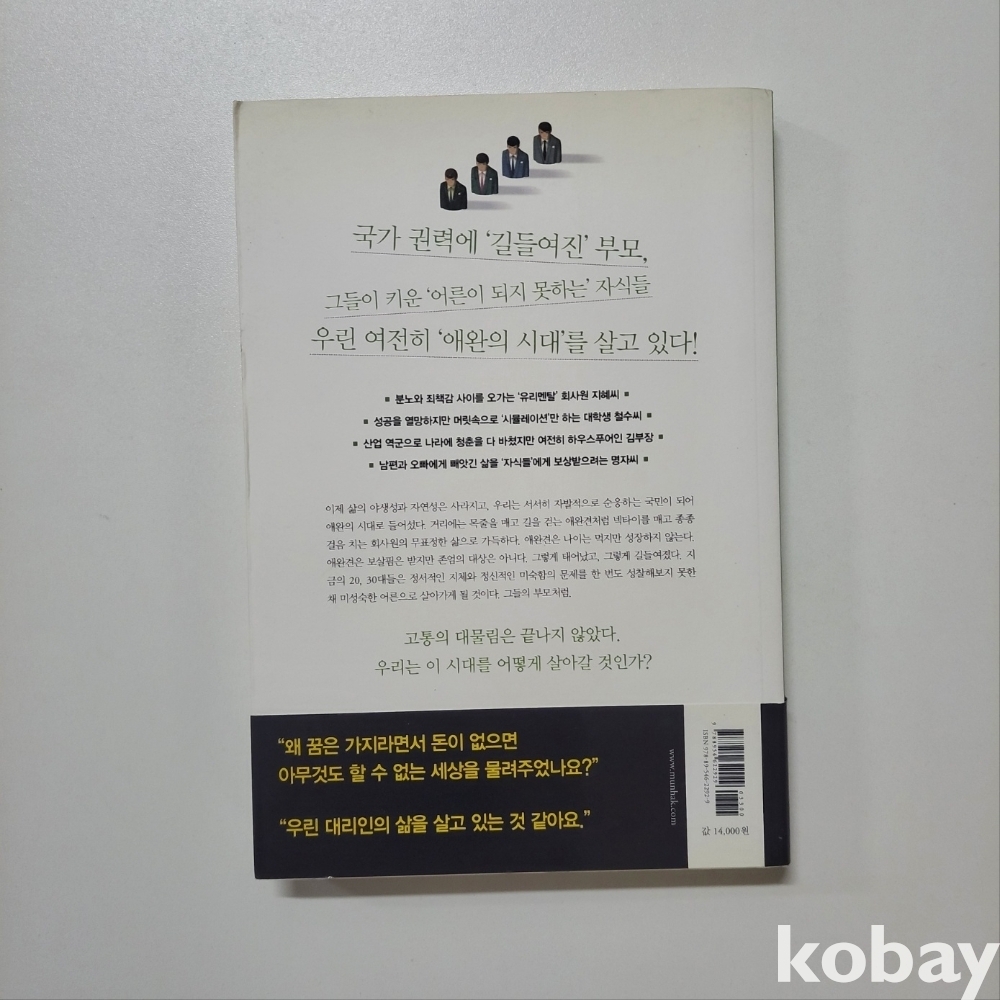 국가 권력에 ‘길들여진’ 부모,
그들이 키운 ‘어른이 되지 못하는’ 자식들
우린 여전히 ‘애완의 시대’를 살고 있다!
■ 분노와 죄책감 사이를 오가는 ‘유리멘탈’ 회사원 지혜씨 ■
■ 성공을 열망하지만 머릿속으로 ‘시뮬레이션’만 하는 대학생 철수씨 ■
■ 산업 역군으로 나라에 청춘을 다 바쳤지만 여전히 하우스푸어인 김부장 ■
■ 남편과 오빠에게 빼앗긴 삶을 ‘자식들’에게 보상받으려는 명자씨 ■
이제 삶의 야생성과 자연성은 사라지고, 우리는 서서히 자발적으로 순응하는 국민이 되어
애완의 시대로 들어섰다. 거리에는 목줄을 매고 길을 걷는 애완견처럼 넥타이를 매고 종종
걸음 치는 회사원의 무표정한 삶으로 가득하다. 애완견은 나이는 먹지만 성장하지 않는다.
애완견은 보살핌은 받지만 존엄의 대상은 아니다. 그렇게 태어났고, 그렇게 길들여졌다. 지
금의 20, 30대들은 정서적인 지체와 정신적인 미숙함의 문제를 한 번도 성찰해보지 못한
채 미성숙한 어른으로 살아가게 될 것이다. 그들의 부모처럼.
고통의 대물림은 끝나지 않았다.
우리는 이 시대를 어떻게 살아갈 것인가?
“왜 꿈은 가지라면서 돈이 없으면
아무것도 할 수 없는 세상을 물려주었나요?”
“우린 대리인의 삶을 살고 있는 것 같아요.”
www.munhak.com
ISBN 978-89-546-2292-9
9 788954 622929
03300
값 14,000원
kobay